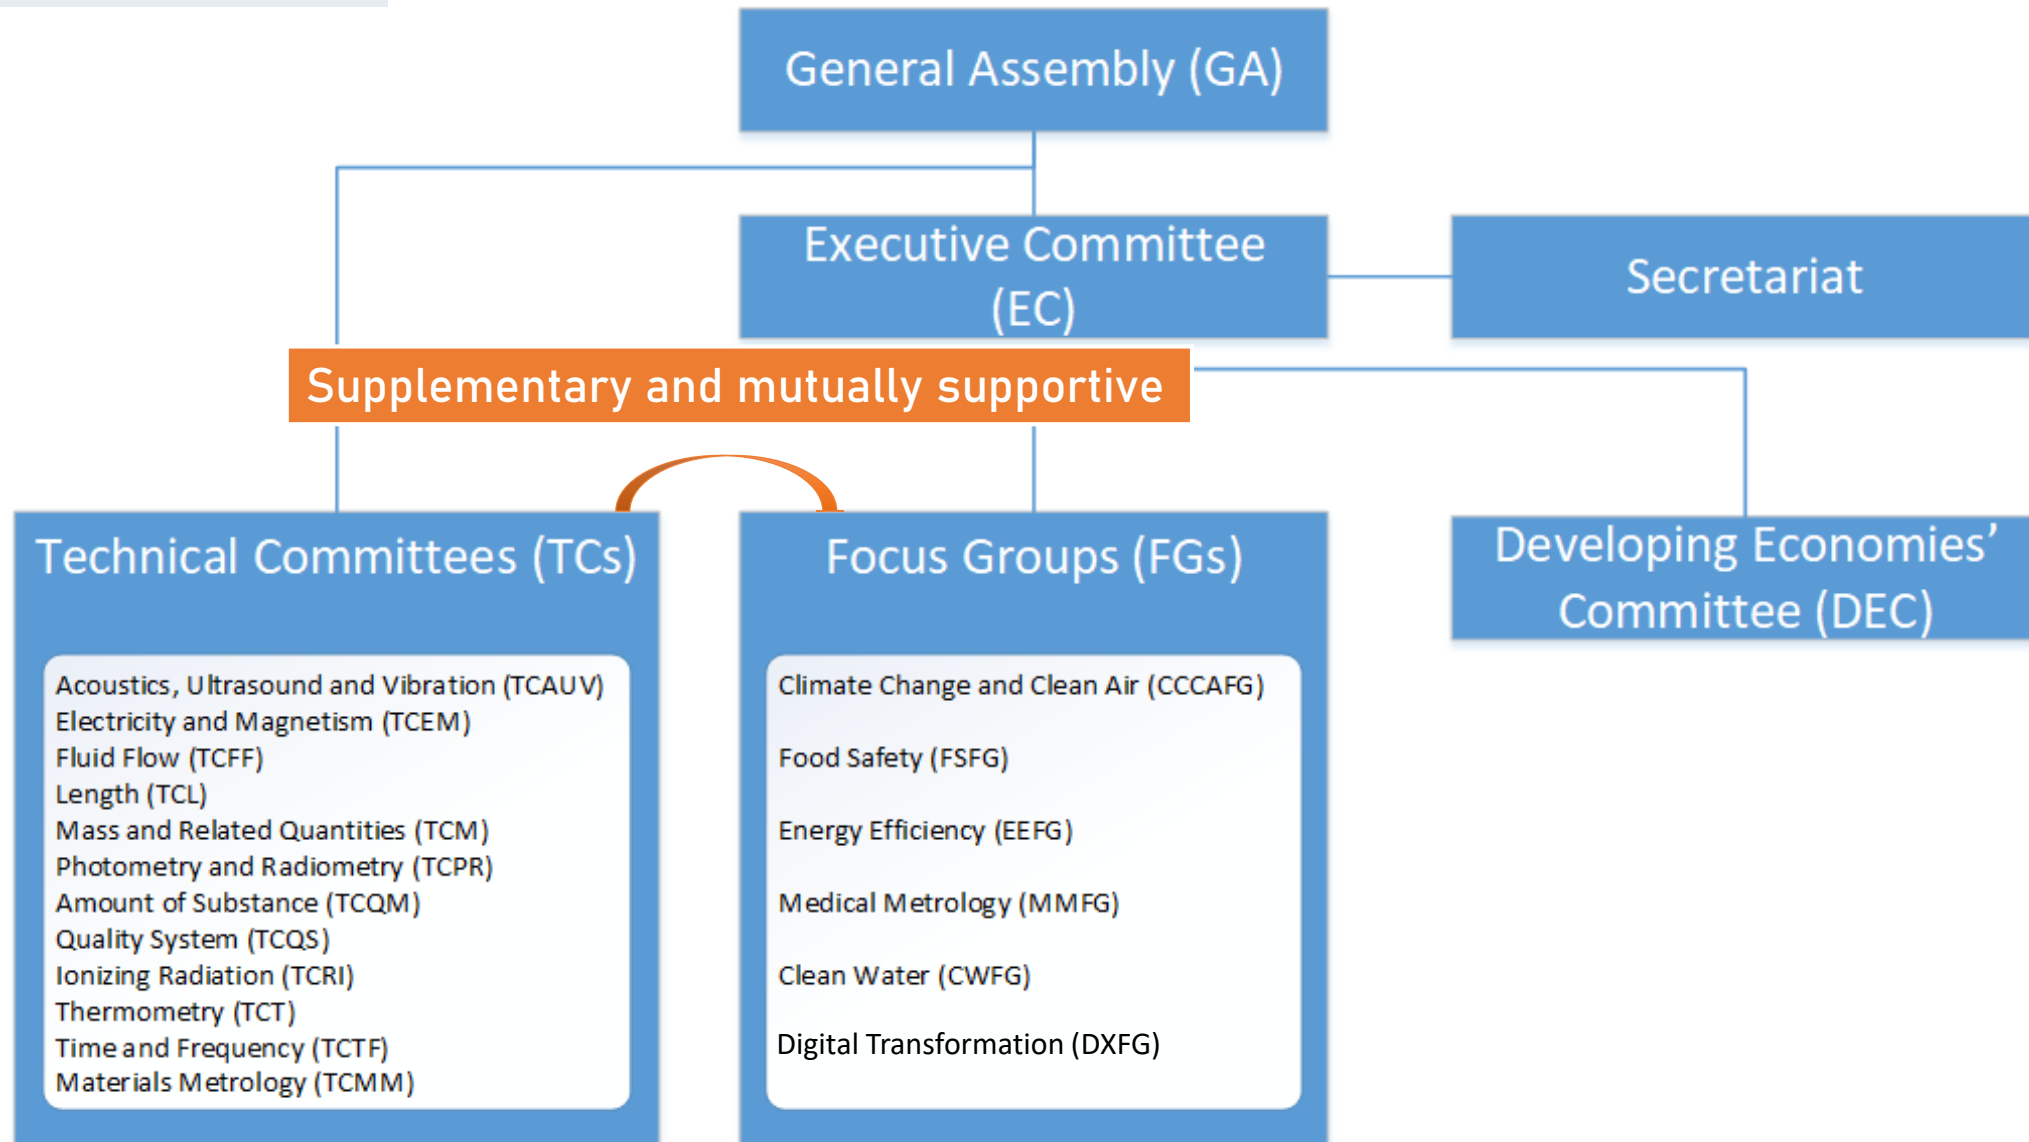 General Assembly (GA)
Executive Committee
(EC)
Secretariat
Supplementary and mutually supportive
Technical Committees (TCs)
Acoustics, Ultrasound and Vibration (TCAUV)
Electricity and Magnetism (TCEM)
Fluid Flow (TCFF)
Length (TCL)
Mass and Related Quantities (TCM)
Photometry and Radiometry (TCPR)
Amount of Substance (TCQM)
Quality System (TCQS)
Ionizing Radiation (TCRI)
Thermometry (TCT)
Time and Frequency (TCTF)
Materials Metrology (TCMM)
Focus Groups (FGs)
Climate Change and Clean Air (CCCAFG)
Food Safety (FSFG)
Energy Efficiency (EEFG)
Medical Metrology (MMFG)
Clean Water (CWFG)
Digital Transformation (DXFG)
Developing Economies’
Committee (DEC)